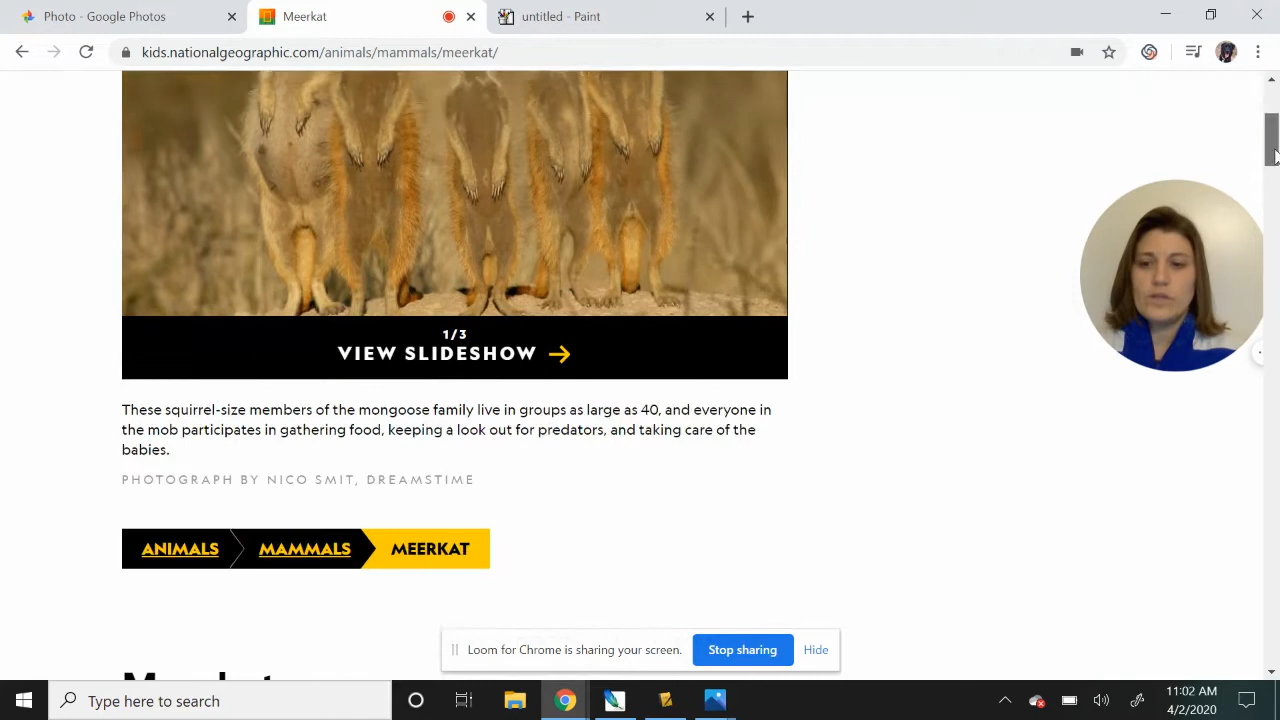 Photo - Google Photos
Meerkat
untitled - Paint
kids.nationalgeographic.com/animals/mammals/meerkat/
1/3
VIEW SLIDESHOW
These squirrel-size members of the mongoose family live in groups as large as 40, and everyone in
the mob participates in gathering food, keeping a look out for predators, and taking care of the
babies.
PHOTOGRAPH BY NICO SMIT, DREAMSTIME
ANIMALS
MAMMALS
MEERKAT
Loom for Chrome is sharing your screen.
Stop sharing
Hide
Type here to search
11:02 AM
4/2/2020